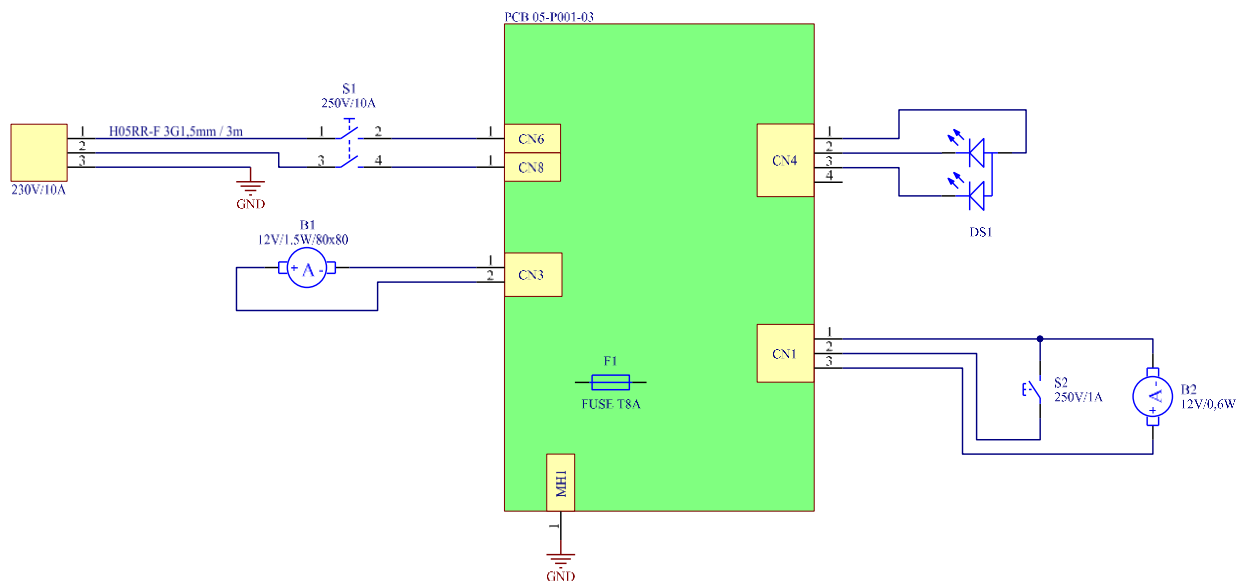 PCB 05-P001-03
S1
250V/10A
1 H05RR-F 3G1,5mm / 3m 1 2 1 CN6
2
3 3 4 1 CN8
230V/10A
GND
B1
12V/1.5W/80x80
+ A - 1 CN3
2
1
2 CN4
3
4
DS1
F1
FUSE T8A
1
2 CN1
3
S2
250V/1A
- A +
B2
12V/0,6W
MH1
1
GND